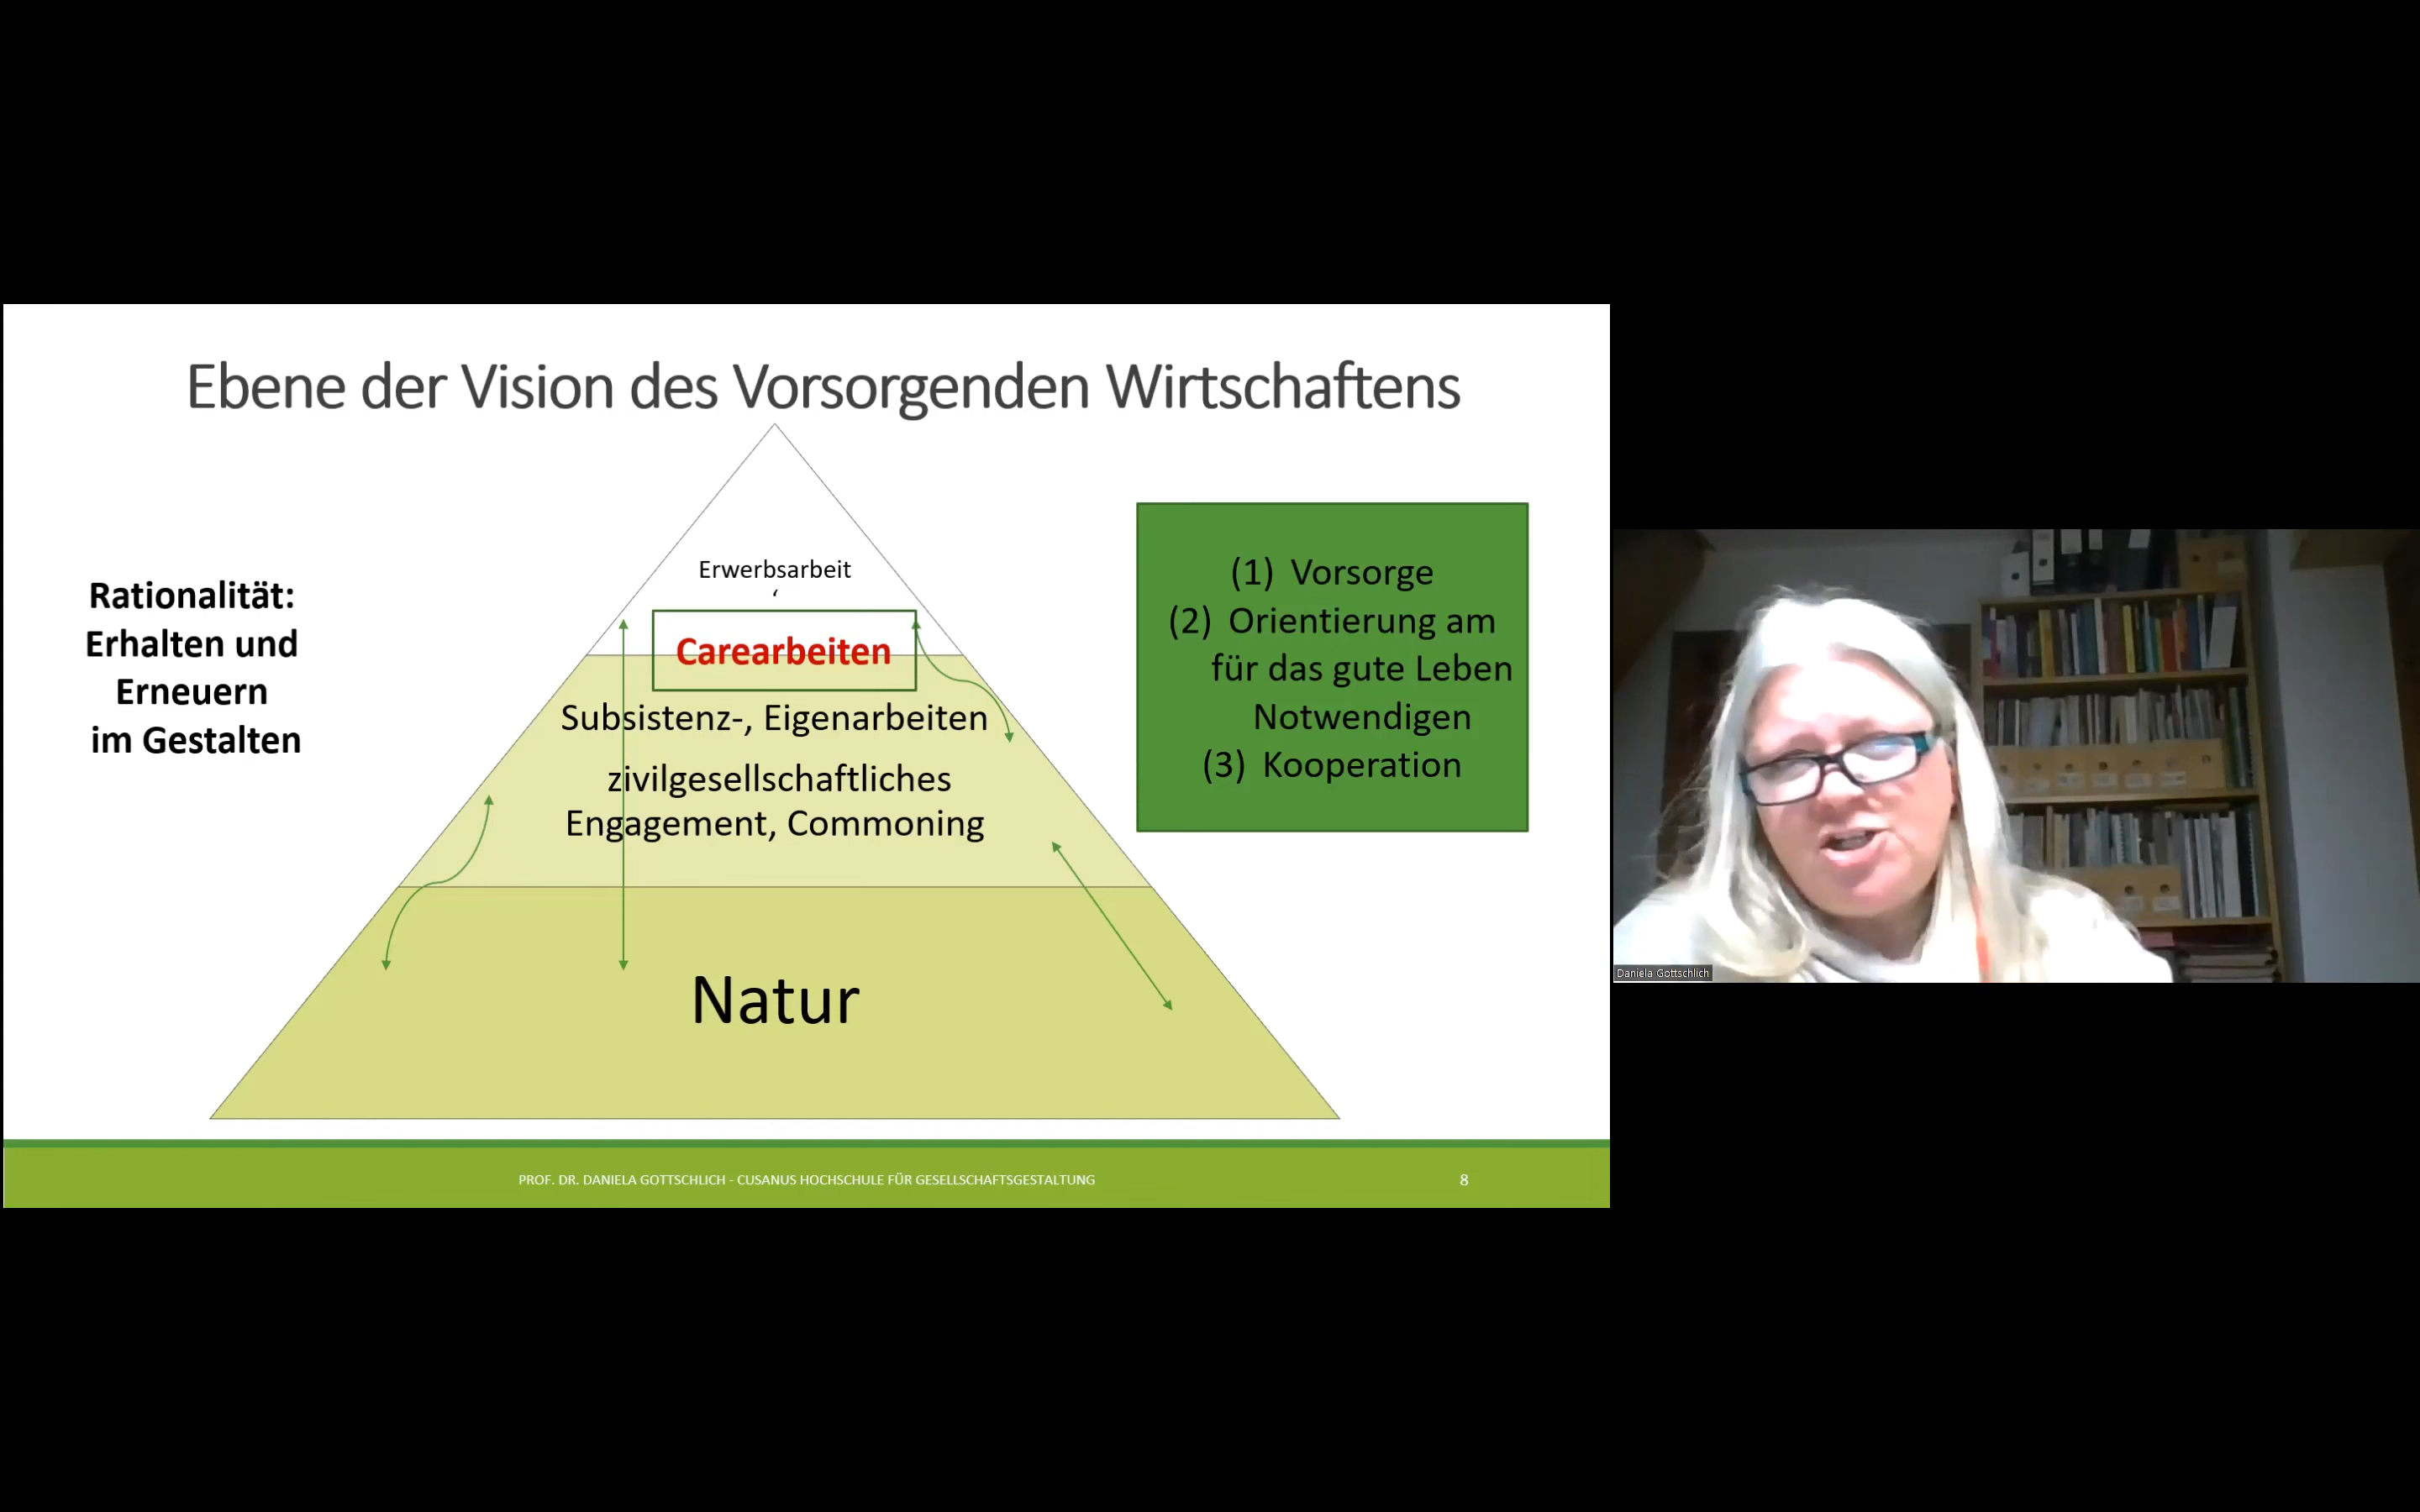 Ebene der Vision des Vorsorgenden Wirtschaftens
Rationalität:
Erhalten und
Erneuern
im Gestalten
Erwerbsarbeit
‘
Carearbeiten
Subsistenz-, Eigenarbeiten
zivilgesellschaftliches
Engagement, Commoning
Natur
(1) Vorsorge
(2) Orientierung am
für das gute Leben
Notwendigen
(3) Kooperation
Daniela Gottschlich
PROF. DR. DANIELA GOTTSCHLICH - CUSANUS HOCHSCHULE FÜR GESELLSCHAFTSGESTALTUNG
8